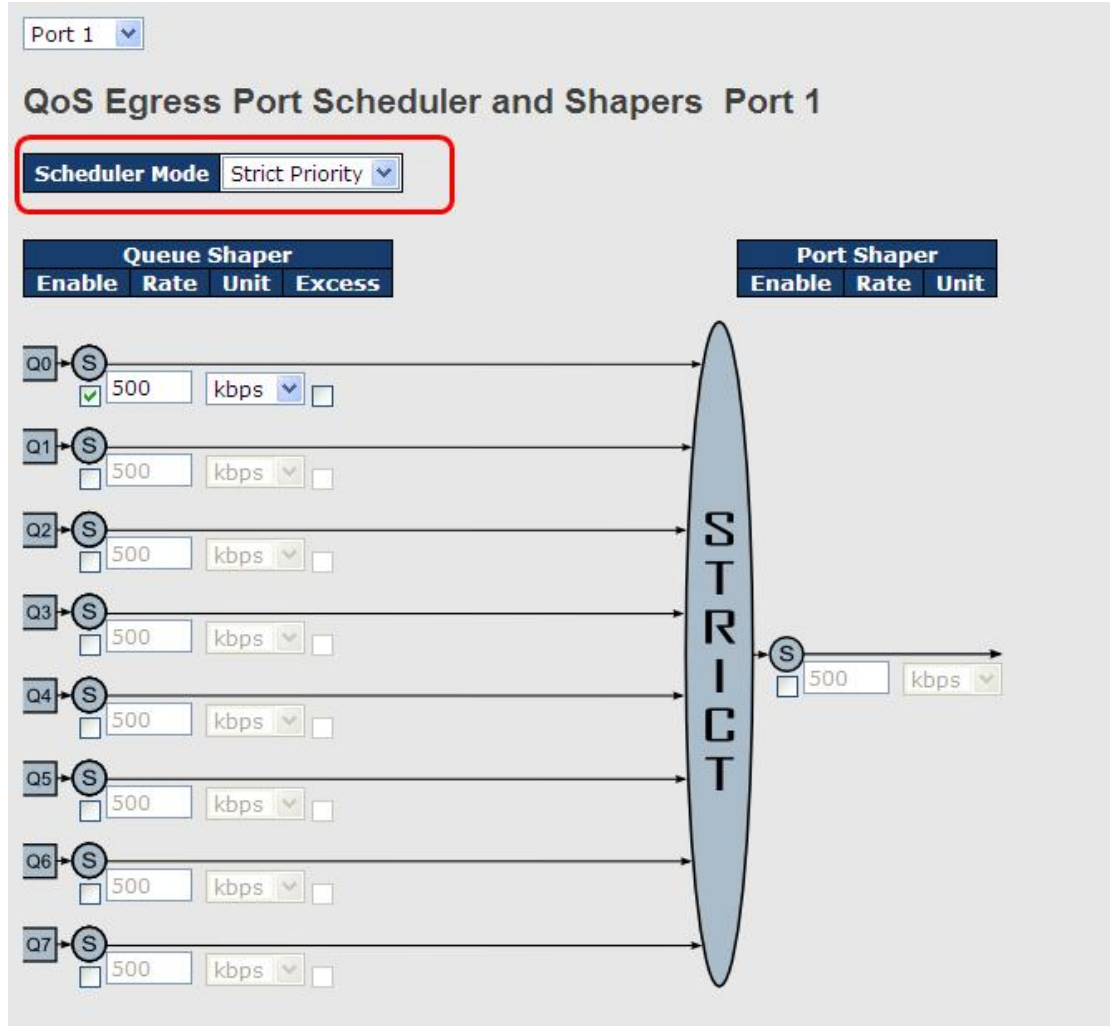 Port 1
QoS Egress Port Scheduler and Shapers Port 1
Scheduler Mode Strict Priority
Queue Shaper
Enable Rate Unit Excess
Port Shaper
Enable Rate Unit
Q0 S
500 kbps
Q1 S
500 kbps
Q2 S
500 kbps
Q3 S
500 kbps
Q4 S
500 kbps
Q5 S
500 kbps
Q6 S
500 kbps
Q7 S
500 kbps
STRICT
S
500 kbps